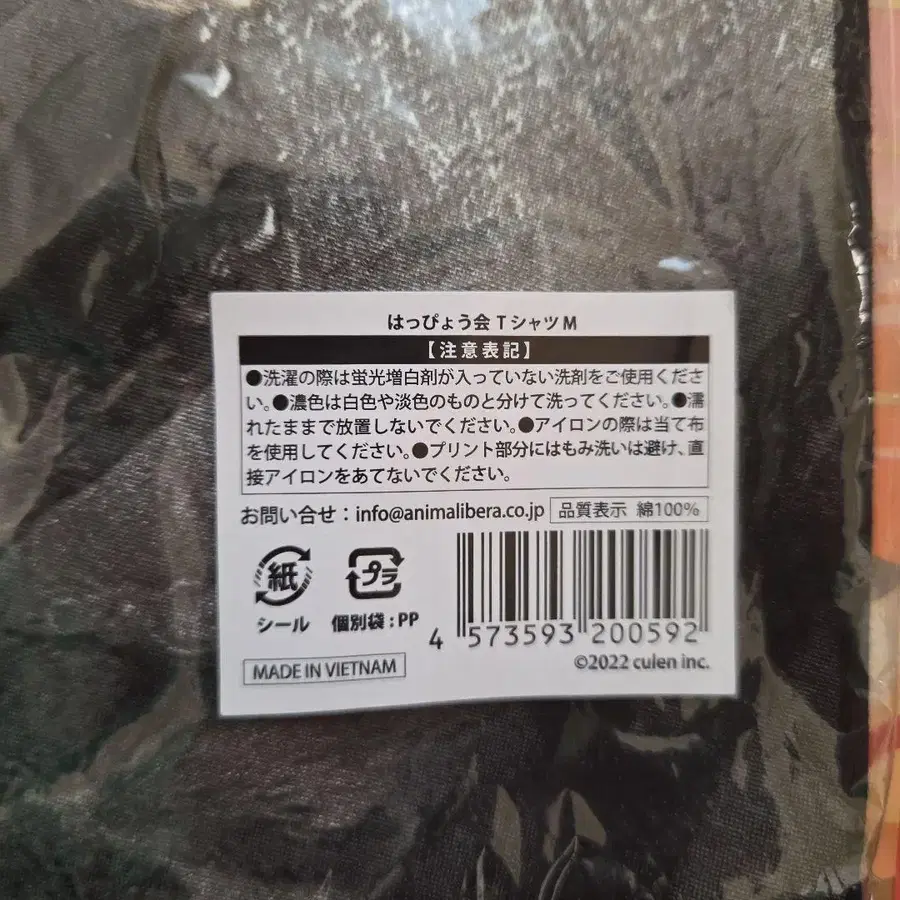 はっぴょう会 TシャツM
【注意表記】
●洗濯の際は蛍光増白剤が入っていない洗剤をご使用くださ
い。●濃色は白色や淡色のものと分けて洗ってください。●濡
れたままで放置しないでください。●アイロンの際は当て布
を使用してください。●プリント部分にはもみ洗いは避け、直
接アイロンをあてないでください。
お問い合せ：info@animalibera.co.jp 品質表示 綿100%
紙 プラ
シール 個別袋：PP
4 573593 200592
MADE IN VIETNAM ©2022 culen inc.